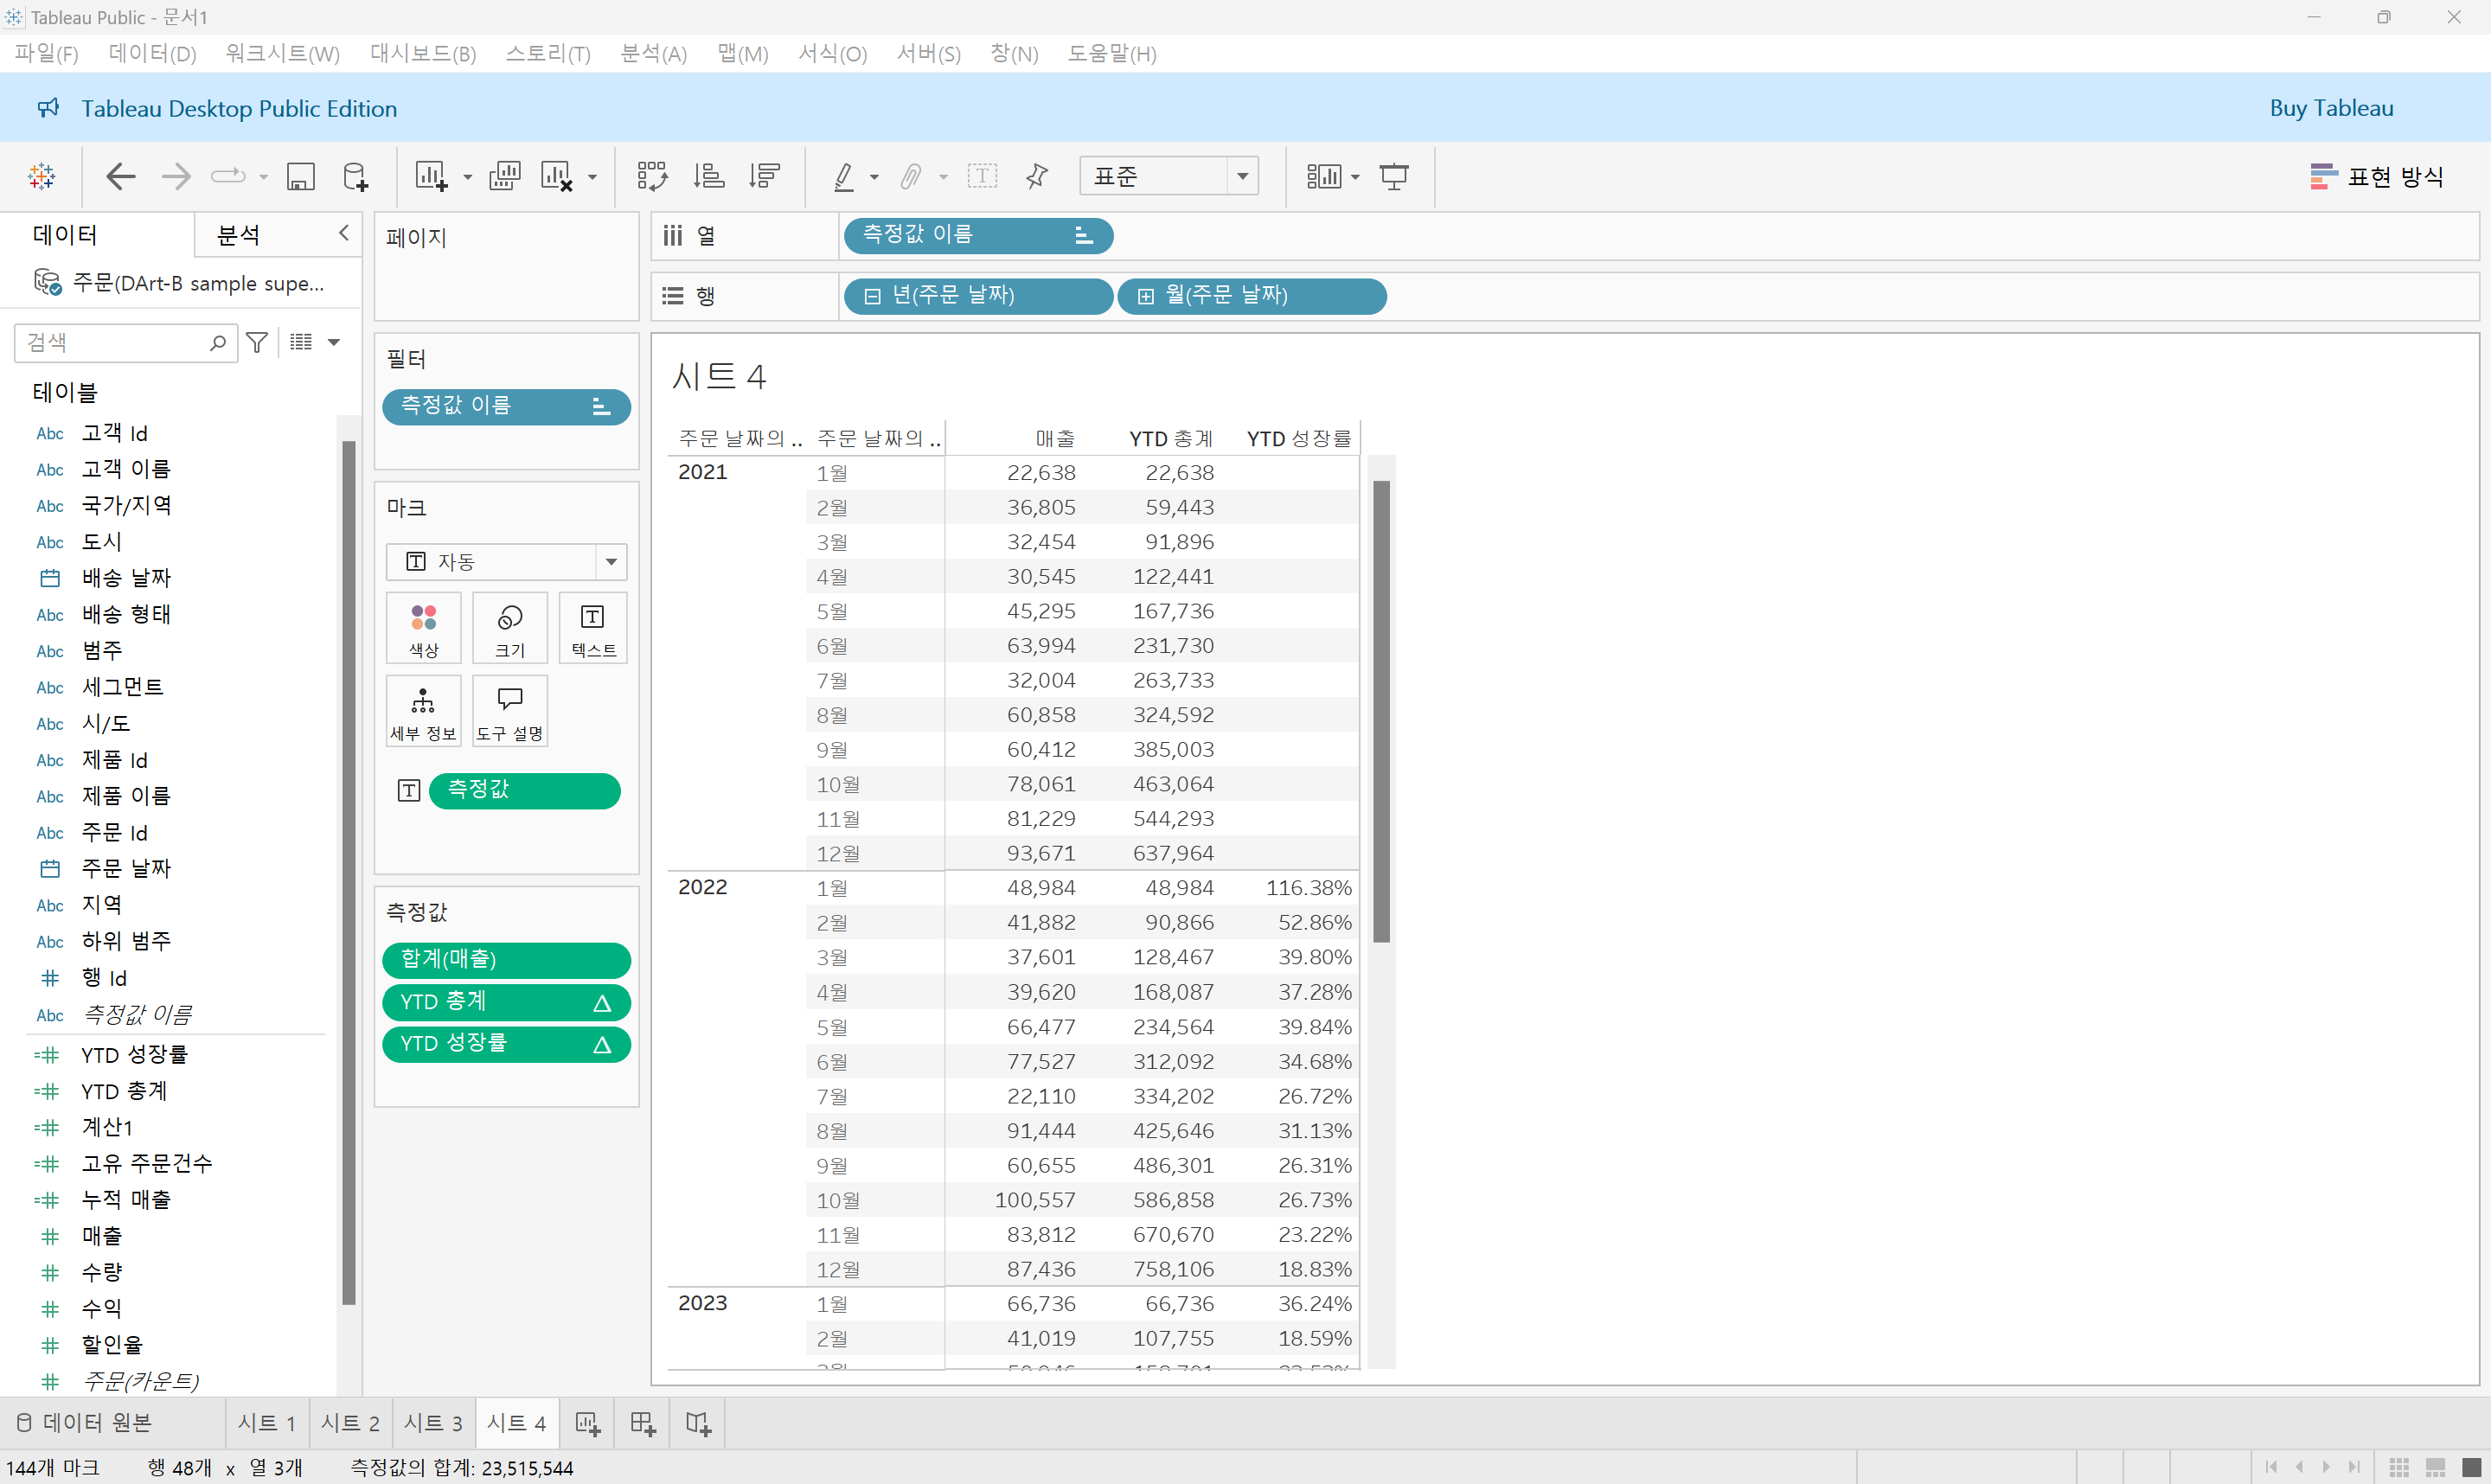 Tableau Public - 문서1
파일(F) 데이터(D) 워크시트(W) 대시보드(B) 스토리(T) 분석(A) 맵(M) 서식(O) 서버(S) 창(N) 도움말(H)
Tableau Desktop Public Edition Buy Tableau
표준 표현 방식
데이터 분석
주문(DArt-B sample supe...
검색
테이블
Abc 고객 Id
Abc 고객 이름
Abc 국가/지역
Abc 도시
배송 날짜
Abc 배송 형태
Abc 범주
Abc 세그먼트
Abc 시/도
Abc 제품 Id
Abc 제품 이름
Abc 주문 Id
주문 날짜
Abc 지역
Abc 하위 범주
행 Id
Abc 측정값 이름
YTD 성장률
YTD 총계
계산1
고유 주문건수
누적 매출
매출
수량
수익
할인율
주문(카운트)
페이지
필터
측정값 이름
마크
자동
색상 크기 텍스트
세부 정보 도구 설명
측정값
측정값
합계(매출)
YTD 총계
YTD 성장률
열 측정값 이름
행 년(주문 날짜) 월(주문 날짜)
시트 4
주문 날짜의 .. 주문 날짜의 .. 매출 YTD 총계 YTD 성장률
2021 1월 22,638 22,638
2월 36,805 59,443
3월 32,454 91,896
4월 30,545 122,441
5월 45,295 167,736
6월 63,994 231,730
7월 32,004 263,733
8월 60,858 324,592
9월 60,412 385,003
10월 78,061 463,064
11월 81,229 544,293
12월 93,671 637,964
2022 1월 48,984 48,984 116.38%
2월 41,882 90,866 52.86%
3월 37,601 128,467 39.80%
4월 39,620 168,087 37.28%
5월 66,477 234,564 39.84%
6월 77,527 312,092 34.68%
7월 22,110 334,202 26.72%
8월 91,444 425,646 31.13%
9월 60,655 486,301 26.31%
10월 100,557 586,858 26.73%
11월 83,812 670,670 23.22%
12월 87,436 758,106 18.83%
2023 1월 66,736 66,736 36.24%
2월 41,019 107,755 18.59%
데이터 원본 시트 1 시트 2 시트 3 시트 4
144개 마크 행 48개 x 열 3개 측정값의 합계: 23,515,544